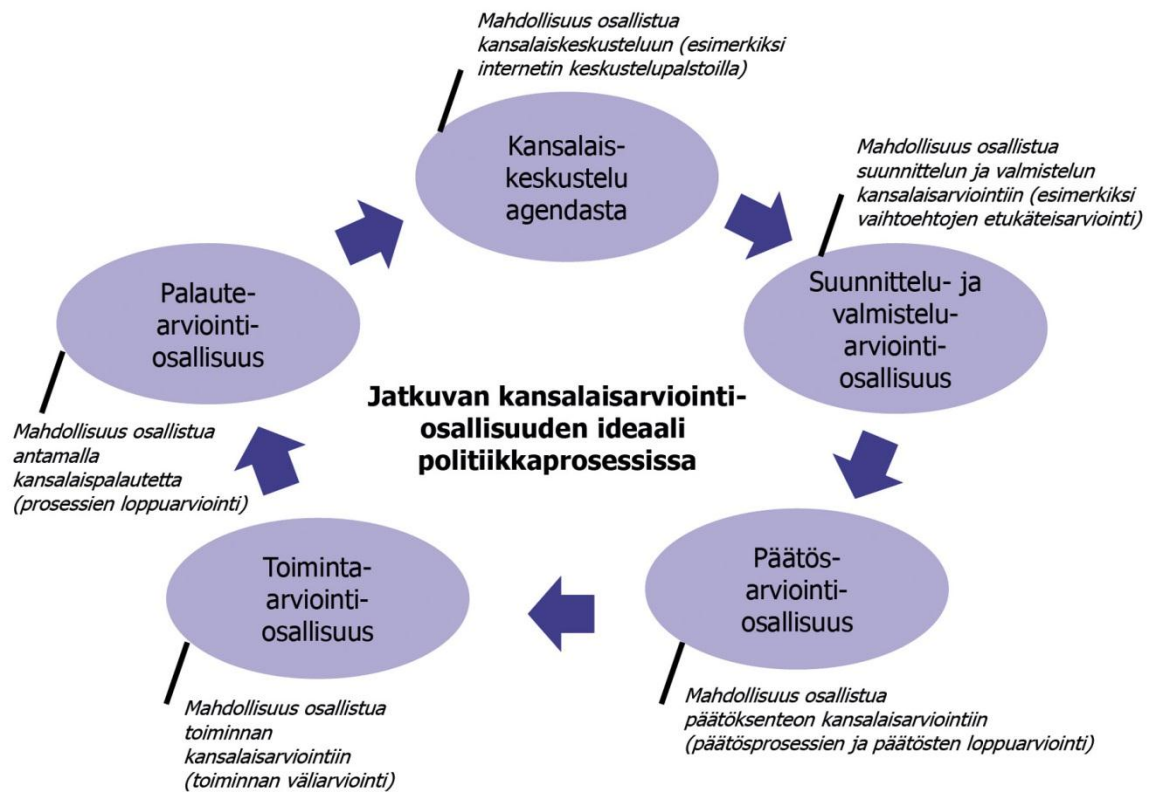 Mahdollisuus osallistua
kansalaiskeskusteluun (esimerkiksi
internetin keskustelupalstoilla)
Kansalais-
keskustelu
agendasta
Mahdollisuus osallistua
suunnittelun ja valmistelun
kansalaisarviointiin (esimerkiksi
vaihtoehtojen etukäteisarviointi)
Suunnittelu- ja
valmistelu-
arviointi-
osallisuus
Palaute-
arviointi-
osallisuus
Jatkuvan kansalaisarviointi-
osallisuuden ideaali
politiikkaprosessissa
Mahdollisuus osallistua
antamalla
kansalaispalautetta
(prosessien loppuarviointi)
Toiminta-
arviointi-
osallisuus
Päätös-
arviointi-
osallisuus
Mahdollisuus osallistua
toiminnan
kansalaisarviointiin
(toiminnan väliarviointi)
Mahdollisuus osallistua
päätöksenteon kansalaisarviointiin
(päätösprosessien ja päätösten loppuarviointi)